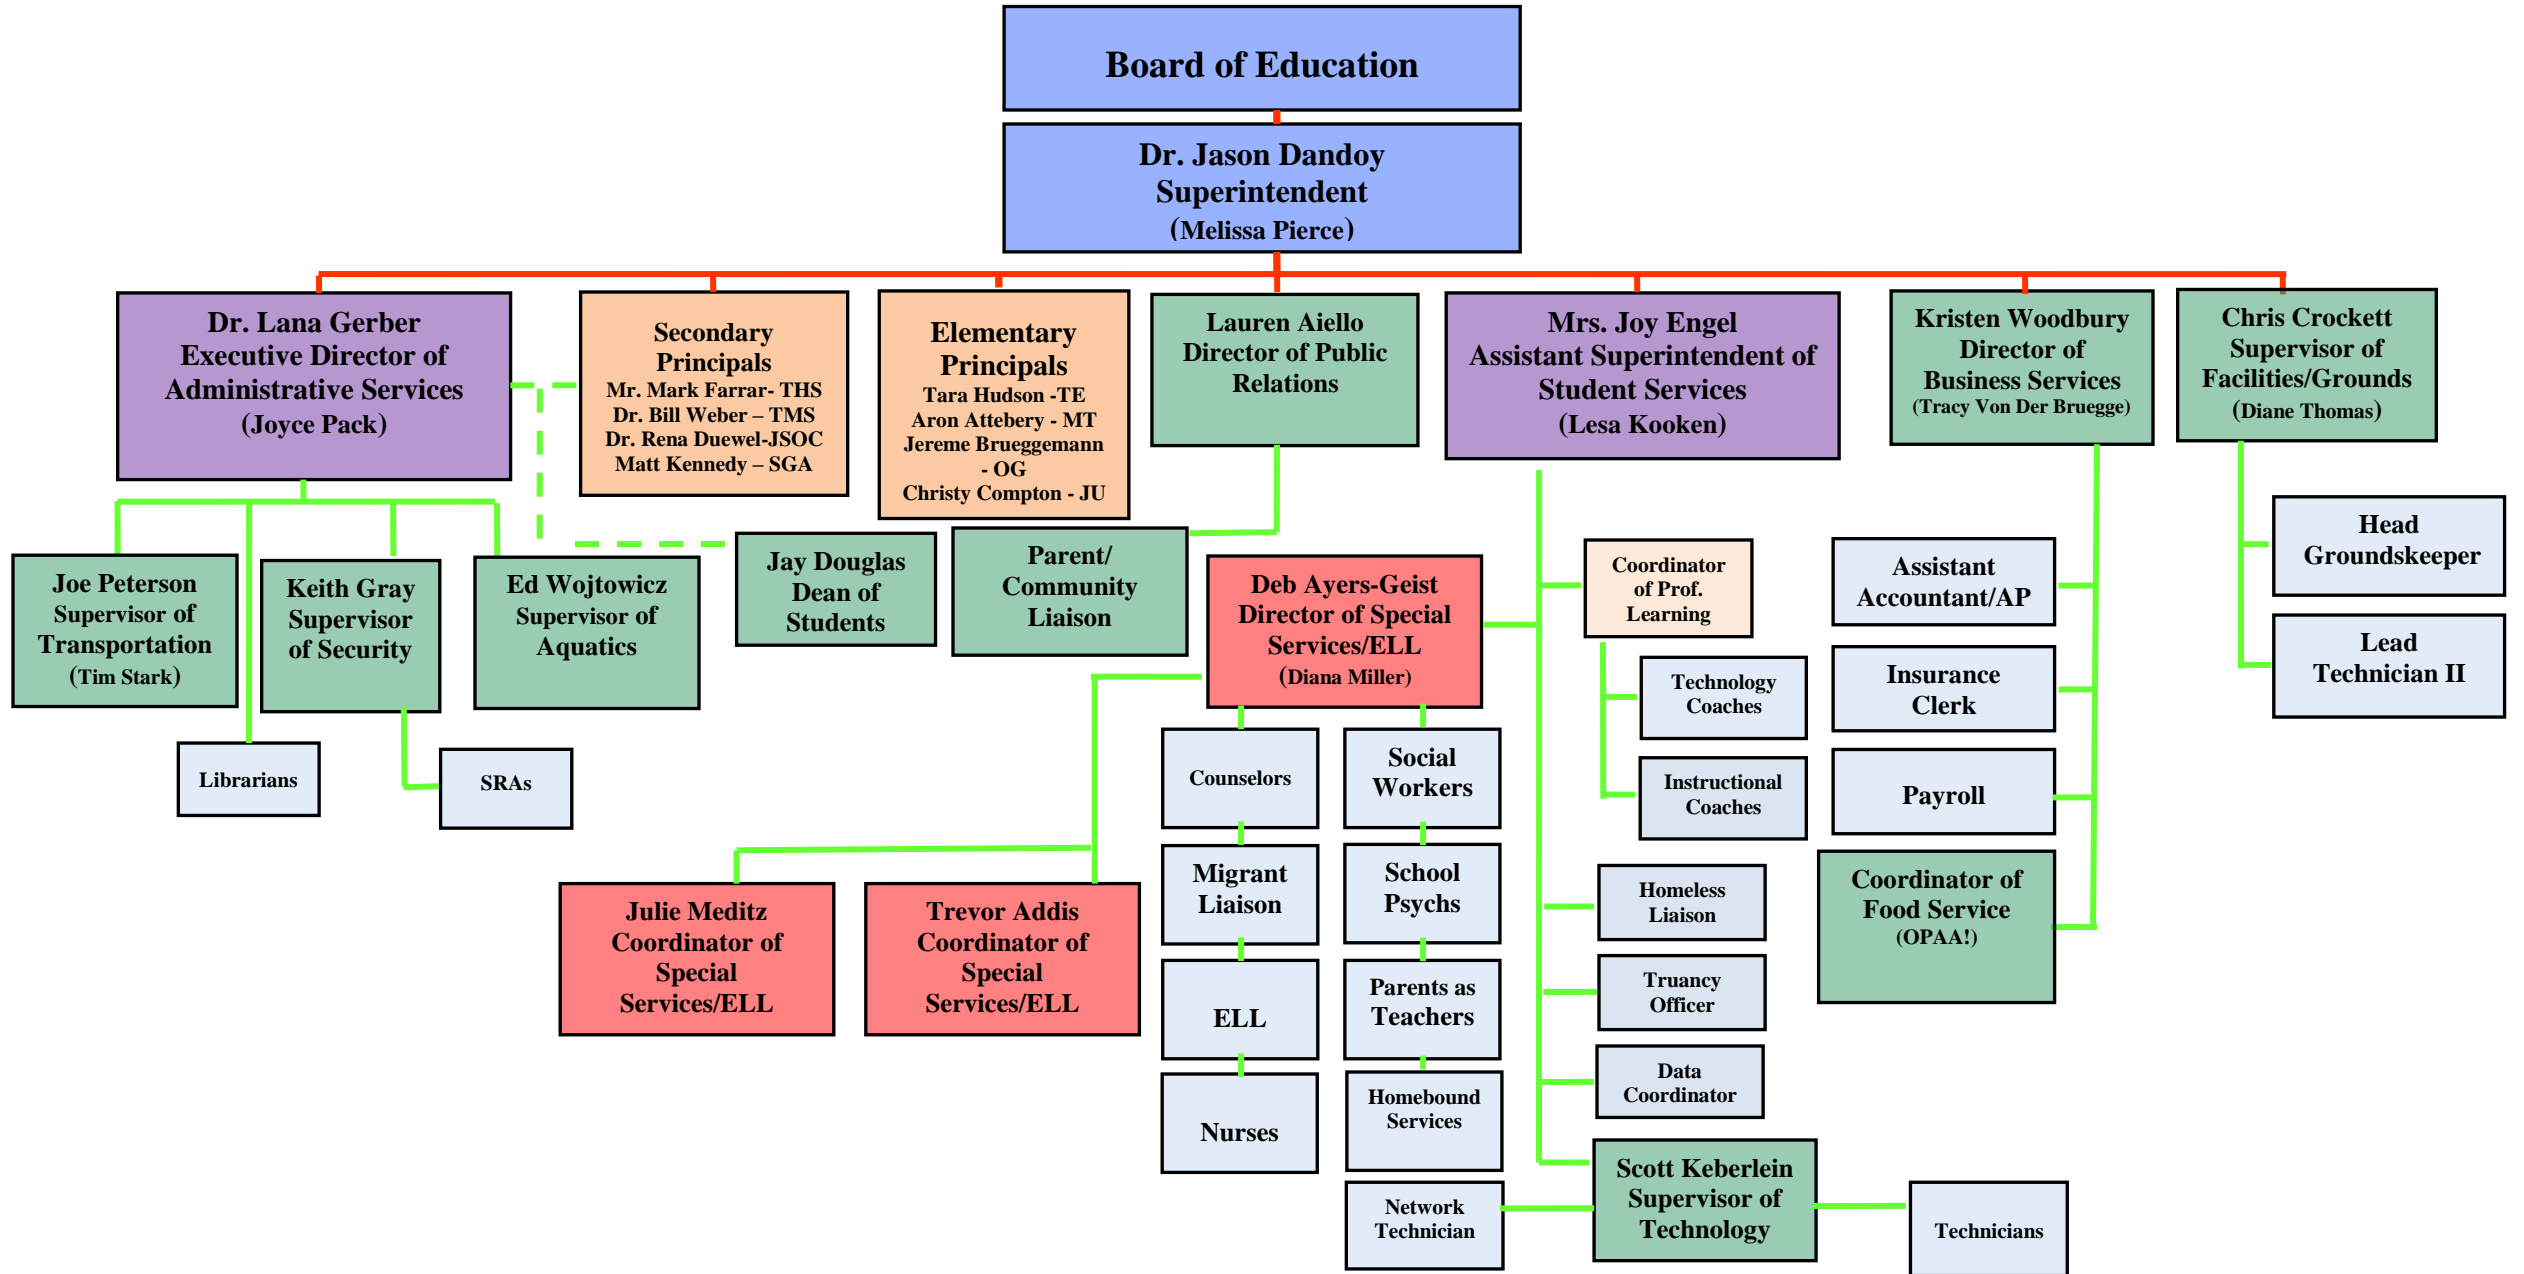 Board of Education
Dr. Jason Dandoy
Superintendent
(Melissa Pierce)
Dr. Lana Gerber
Executive Director of
Administrative Services
(Joyce Pack)
Secondary
Principals
Mr. Mark Farrar- THS
Dr. Bill Weber – TMS
Dr. Rena Duewel-JSOC
Matt Kennedy – SGA
Elementary
Principals
Tara Hudson -TE
Aron Attebery - MT
Jereme Brueggemann
- OG
Christy Compton - JU
Lauren Aiello
Director of Public
Relations
Mrs. Joy Engel
Assistant Superintendent of
Student Services
(Lesa Kooken)
Kristen Woodbury
Director of
Business Services
(Tracy Von Der Bruegge)
Chris Crockett
Supervisor of
Facilities/Grounds
(Diane Thomas)
Joe Peterson
Supervisor of
Transportation
(Tim Stark)
Keith Gray
Supervisor
of Security
Ed Wojtowicz
Supervisor of
Aquatics
Jay Douglas
Dean of
Students
Parent/
Community
Liaison
Deb Ayers-Geist
Director of Special
Services/ELL
(Diana Miller)
Coordinator
of Prof.
Learning
Assistant
Accountant/AP
Head
Groundskeeper
Lead
Technician II
Technology
Coaches
Insurance
Clerk
Librarians
SRAs
Counselors
Social
Workers
Instructional
Coaches
Payroll
Migrant
Liaison
School
Psychs
Homeless
Liaison
Coordinator of
Food Service
(OPAA!)
Julie Meditz
Coordinator of
Special
Services/ELL
Trevor Addis
Coordinator of
Special
Services/ELL
ELL
Parents as
Teachers
Truancy
Officer
Nurses
Homebound
Services
Data
Coordinator
Network
Technician
Scott Keberlein
Supervisor of
Technology
Technicians